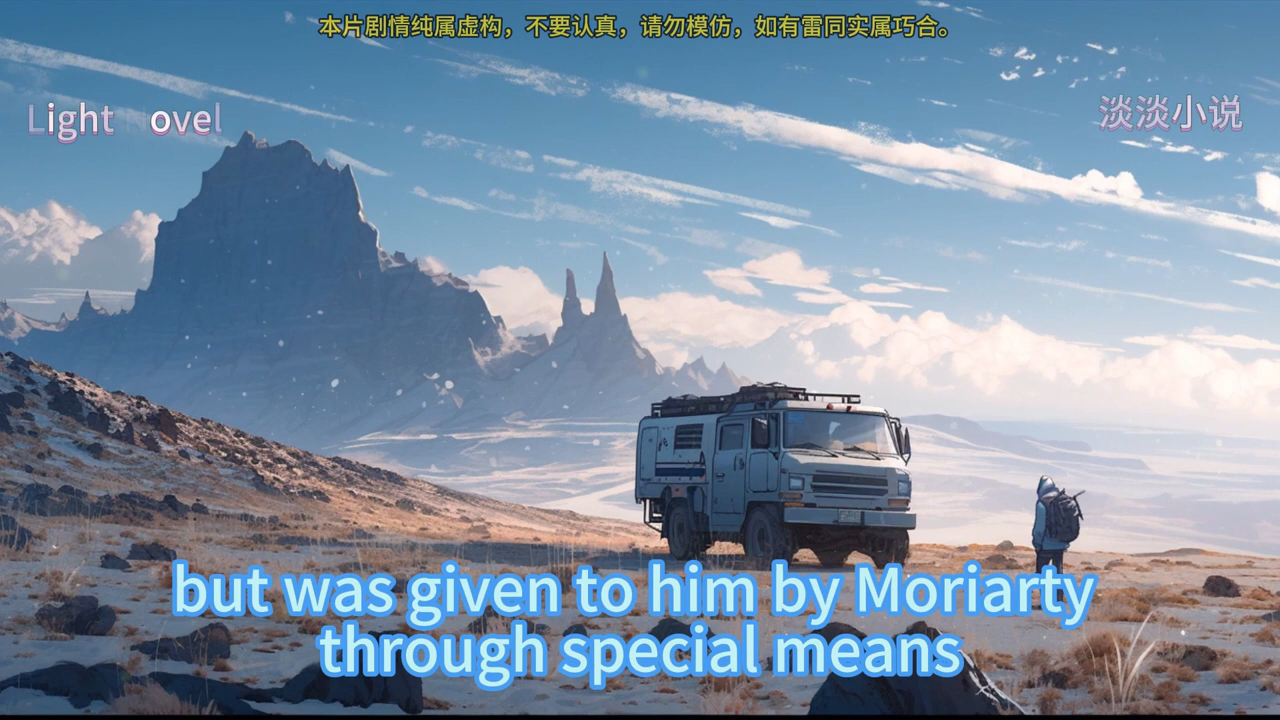 本片剧情纯属虚构，不要认真，请勿模仿，如有雷同实属巧合。
Light Novel
淡淡小说
but was given to him by Moriarty
through special means